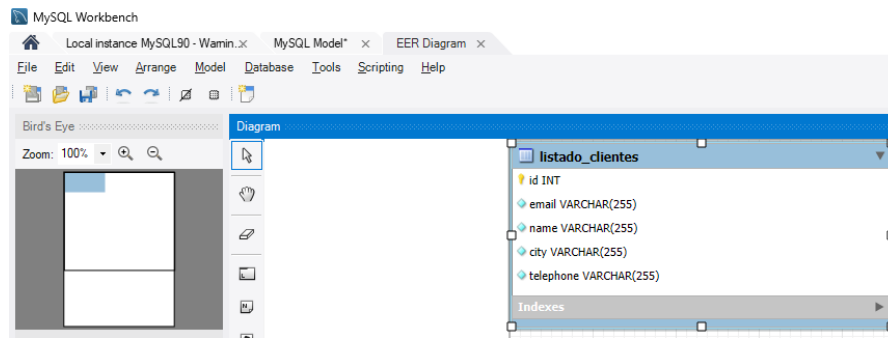 MySQL Workbench
Local instance MySQL90 - Warnin... MySQL Model* EER Diagram
File Edit View Arrange Model Database Tools Scripting Help
Bird's Eye
Diagram
Zoom: 100%
listado_clientes
id INT
email VARCHAR(255)
name VARCHAR(255)
city VARCHAR(255)
telephone VARCHAR(255)
Indexes